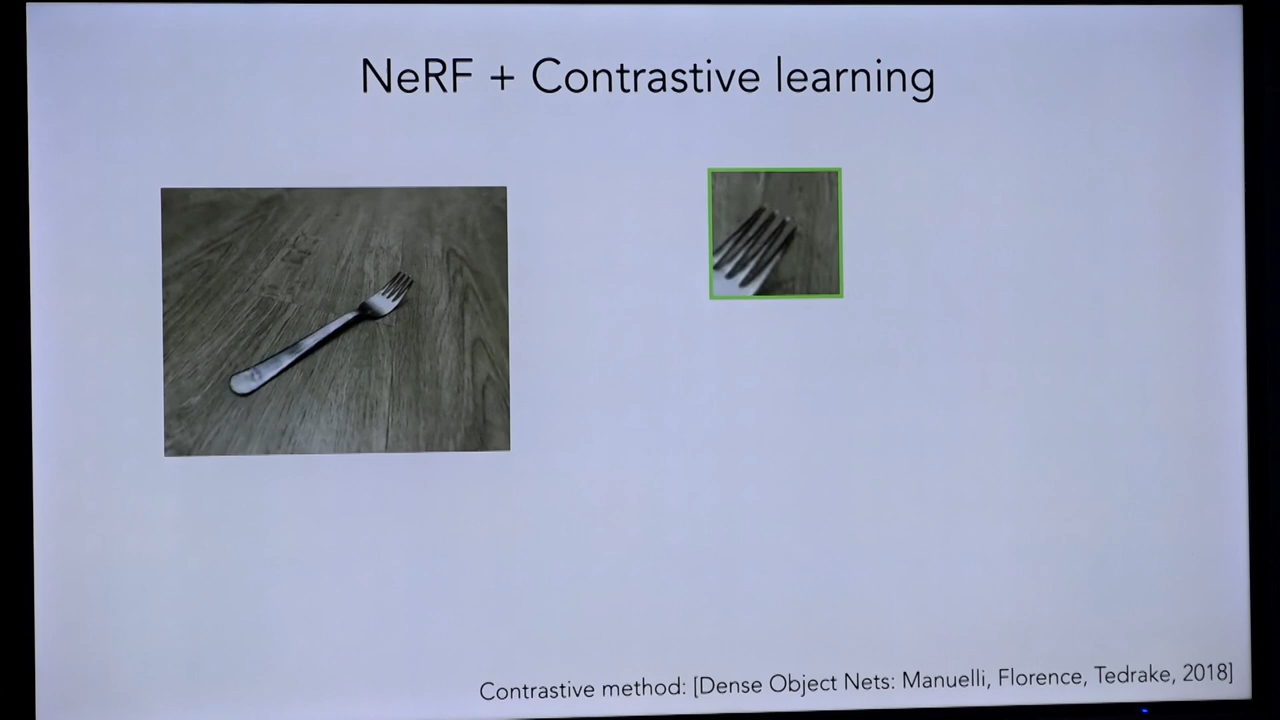 NeRF + Contrastive learning
Contrastive method: [Dense Object Nets: Manuelli, Florence, Tedrake, 2018]